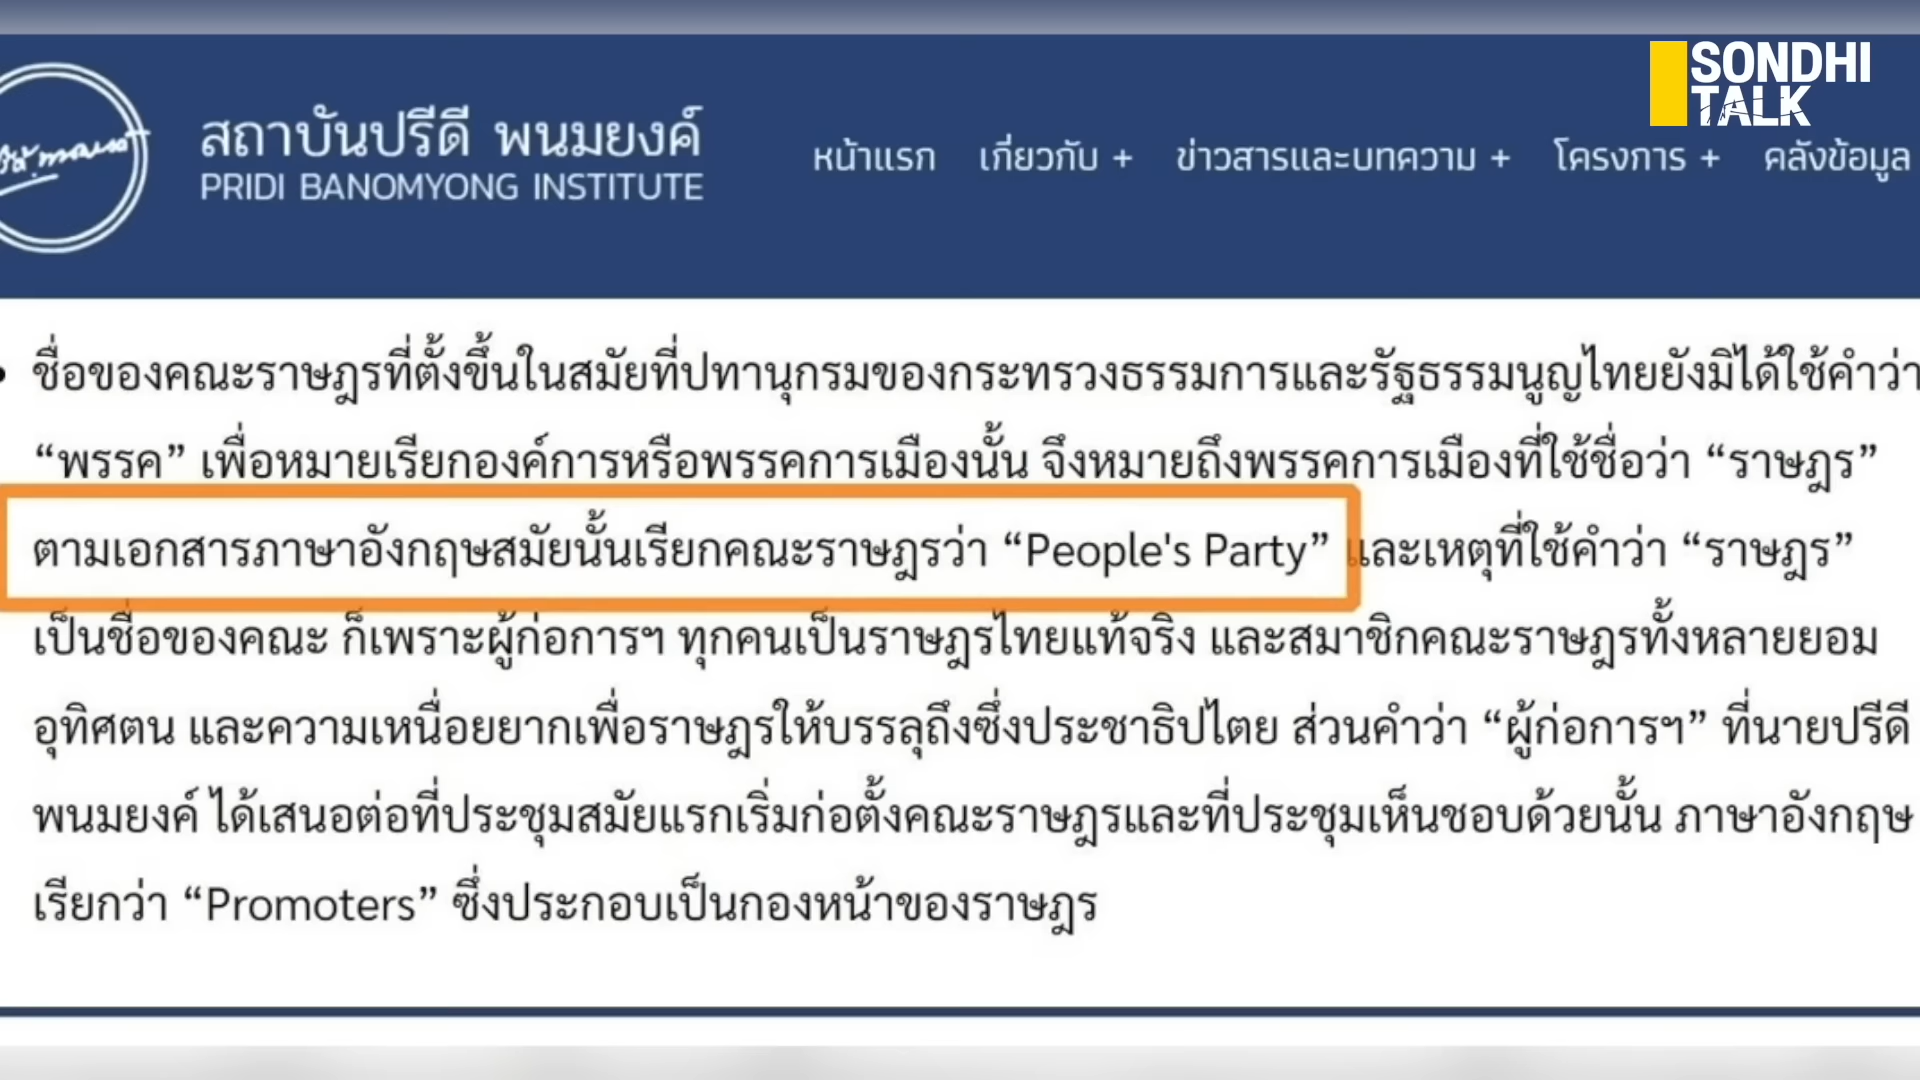 SONDHI
TALK
สถาบันปรีดี พนมยงค์
PRIDI BANOMYONG INSTITUTE
หน้าแรก เกี่ยวกับ + ข่าวสารและบทความ + โครงการ + คลังข้อมูล
• ชื่อของคณะราษฎรที่ตั้งขึ้นในสมัยที่ปทานุกรมของกระทรวงธรรมการและรัฐธรรมนูญไทยยังมิได้ใช้คำว่า
“พรรค” เพื่อหมายเรียกองค์การหรือพรรคการเมืองนั้น จึงหมายถึงพรรคการเมืองที่ใช้ชื่อว่า “ราษฎร”
ตามเอกสารภาษาอังกฤษสมัยนั้นเรียกคณะราษฎรว่า “People's Party” และเหตุที่ใช้คำว่า “ราษฎร”
เป็นชื่อของคณะ ก็เพราะผู้ก่อการฯ ทุกคนเป็นราษฎรไทยแท้จริง และสมาชิกคณะราษฎรทั้งหลายยอม
อุทิศตน และความเหนื่อยยากเพื่อราษฎรให้บรรลุถึงซึ่งประชาธิปไตย ส่วนคำว่า “ผู้ก่อการฯ” ที่นายปรีดี
พนมยงค์ ได้เสนอต่อที่ประชุมสมัยแรกเริ่มก่อตั้งคณะราษฎรและที่ประชุมเห็นชอบด้วยนั้น ภาษาอังกฤษ
เรียกว่า “Promoters” ซึ่งประกอบเป็นกองหน้าของราษฎร